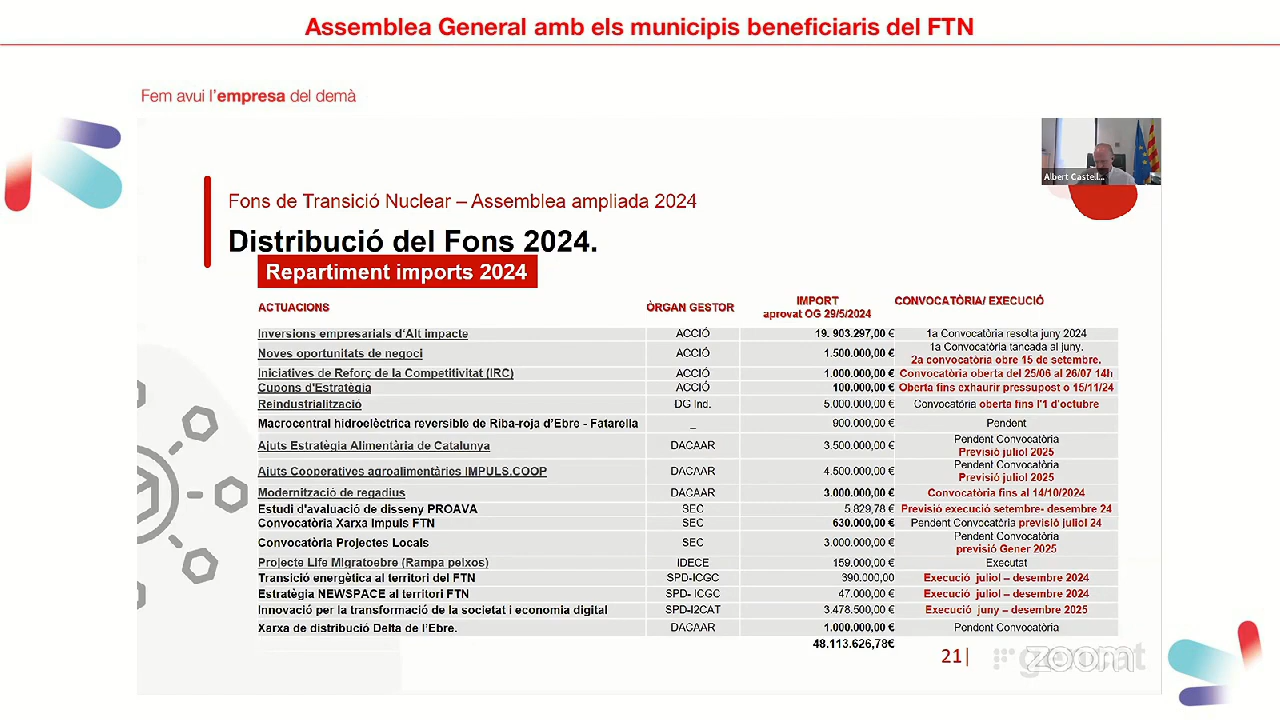 Assemblea General amb els municipis beneficiaris del FTN
Fem avui l'empresa del demà
Albert Castell...
Fons de Transició Nuclear – Assemblea ampliada 2024
Distribució del Fons 2024.
Repartiment imports 2024
ACTUACIONS ÒRGAN GESTOR IMPORT aprovat OG 29/5/2024 CONVOCATÒRIA/ EXECUCIÓ
Inversions empresarials d'Alt impacte ACCIÓ 19. 903.297,00 € 1a Convocatòria resolta juny 2024
Noves oportunitats de negoci ACCIÓ 1.500.000,00 € 1a Convocatòria tancada al juny.
2a convocatòria obre 15 de setembre.
Iniciatives de Reforç de la Competitivitat (IRC) ACCIÓ 1.000.000,00 € Convocatòria oberta del 25/06 al 26/07 14h
Cupons d'Estratègia ACCIÓ 100.000,00 € Oberta fins exhaurir pressupost o 15/11/24
Reindustrialització DG Ind. 5.000.000,00 € Convocatòria oberta fins l'1 d'octubre
Macrocentral hidroelèctrica reversible de Riba-roja d'Ebre - Fatarella _ 900.000,00 € Pendent
Ajuts Estratègia Alimentària de Catalunya DACAAR 3.500.000,00 € Pendent Convocatòria
Previsió juliol 2025
Ajuts Cooperatives agroalimentàries IMPULS.COOP DACAAR 4.500.000,00 € Pendent Convocatòria
Previsió juliol 2025
Modernització de regadius DACAAR 3.000.000,00 € Convocatòria fins al 14/10/2024
Estudi d'avaluació de disseny PROAVA SEC 5.829,78 € Previsió execució setembre- desembre 24
Convocatòria Xarxa Impuls FTN SEC 630.000,00 € Pendent Convocatòria previsió juliol 24
Convocatòria Projectes Locals SEC 3.000.000,00 € Pendent Convocatòria
previsió Gener 2025
Projecte Life Migratoebre (Rampa peixos) IDECE 159.000,00 € Executat
Transició energètica al territori del FTN SPD-ICGC 390.000,00 Execució juliol – desembre 2024
Estratègia NEWSPACE al territori FTN SPD- ICGC 47.000,00 € Execució juliol – desembre 2024
Innovació per la transformació de la societat i economia digital SPD-I2CAT 3.478.500,00 € Execució juny – desembre 2025
Xarxa de distribució Delta de l'Ebre. DACAAR 1.000.000,00 € Pendent Convocatòria
48.113.626,78€
21|
zoom